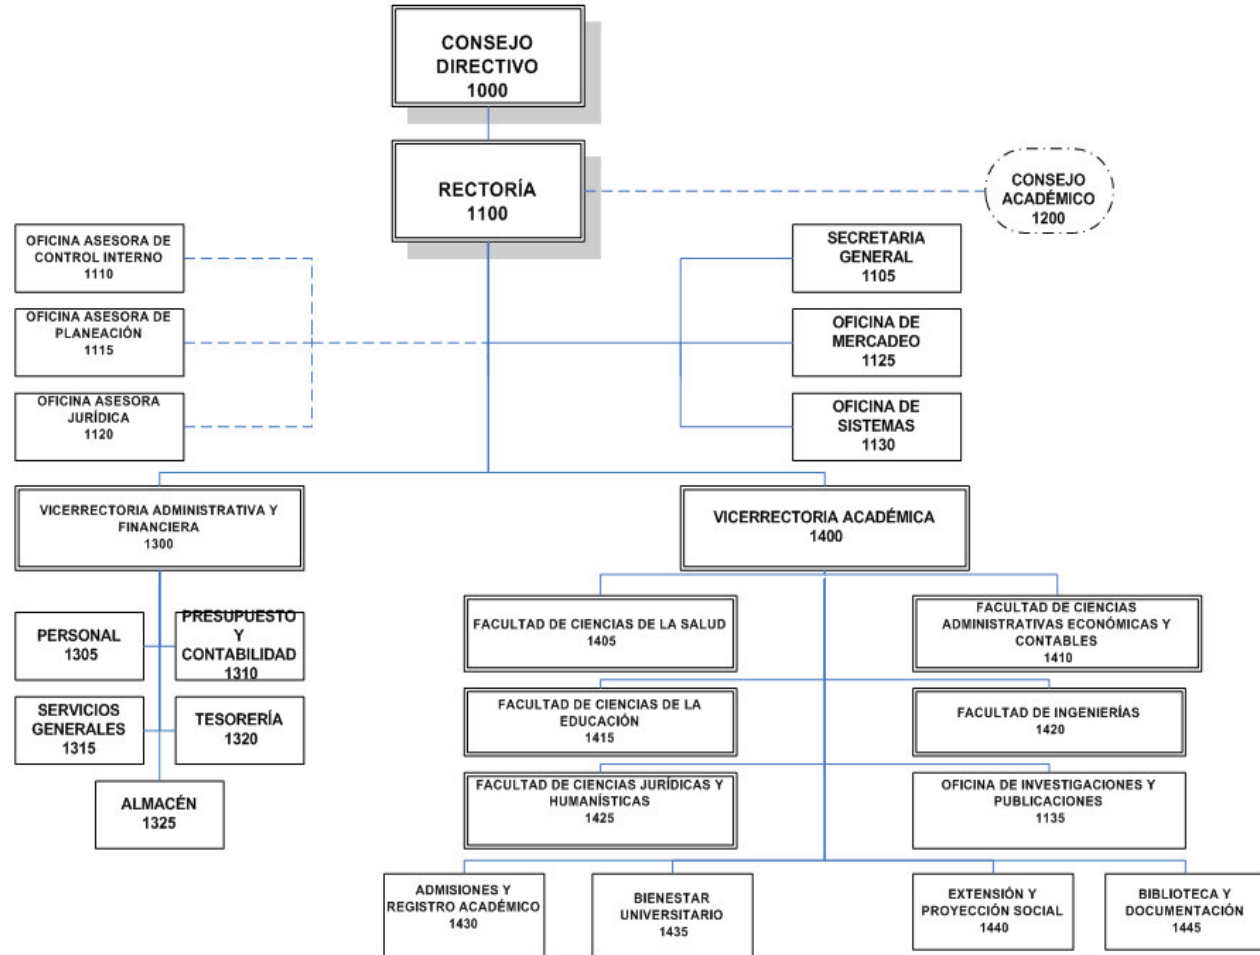 CONSEJO
DIRECTIVO
1000
RECTORÍA
1100
CONSEJO
ACADÉMICO
1200
OFICINA ASESORA DE
CONTROL INTERNO
1110
SECRETARIA
GENERAL
1105
OFICINA ASESORA DE
PLANEACIÓN
1115
OFICINA DE
MERCADEO
1125
OFICINA ASESORA
JURÍDICA
1120
OFICINA DE
SISTEMAS
1130
VICERRECTORIA ADMINISTRATIVA Y
FINANCIERA
1300
VICERRECTORIA ACADÉMICA
1400
PERSONAL
1305
PRESUPUESTO
Y
CONTABILIDAD
1310
SERVICIOS
GENERALES
1315
TESORERÍA
1320
ALMACÉN
1325
FACULTAD DE CIENCIAS DE LA SALUD
1405
FACULTAD DE CIENCIAS
ADMINISTRATIVAS ECONÓMICAS Y
CONTABLES
1410
FACULTAD DE CIENCIAS DE LA
EDUCACIÓN
1415
FACULTAD DE INGENIERÍAS
1420
FACULTAD DE CIENCIAS JURÍDICAS Y
HUMANÍSTICAS
1425
OFICINA DE INVESTIGACIONES Y
PUBLICACIONES
1135
ADMISIONES Y
REGISTRO ACADÉMICO
1430
BIENESTAR
UNIVERSITARIO
1435
EXTENSIÓN Y
PROYECCIÓN SOCIAL
1440
BIBLIOTECA Y
DOCUMENTACIÓN
1445